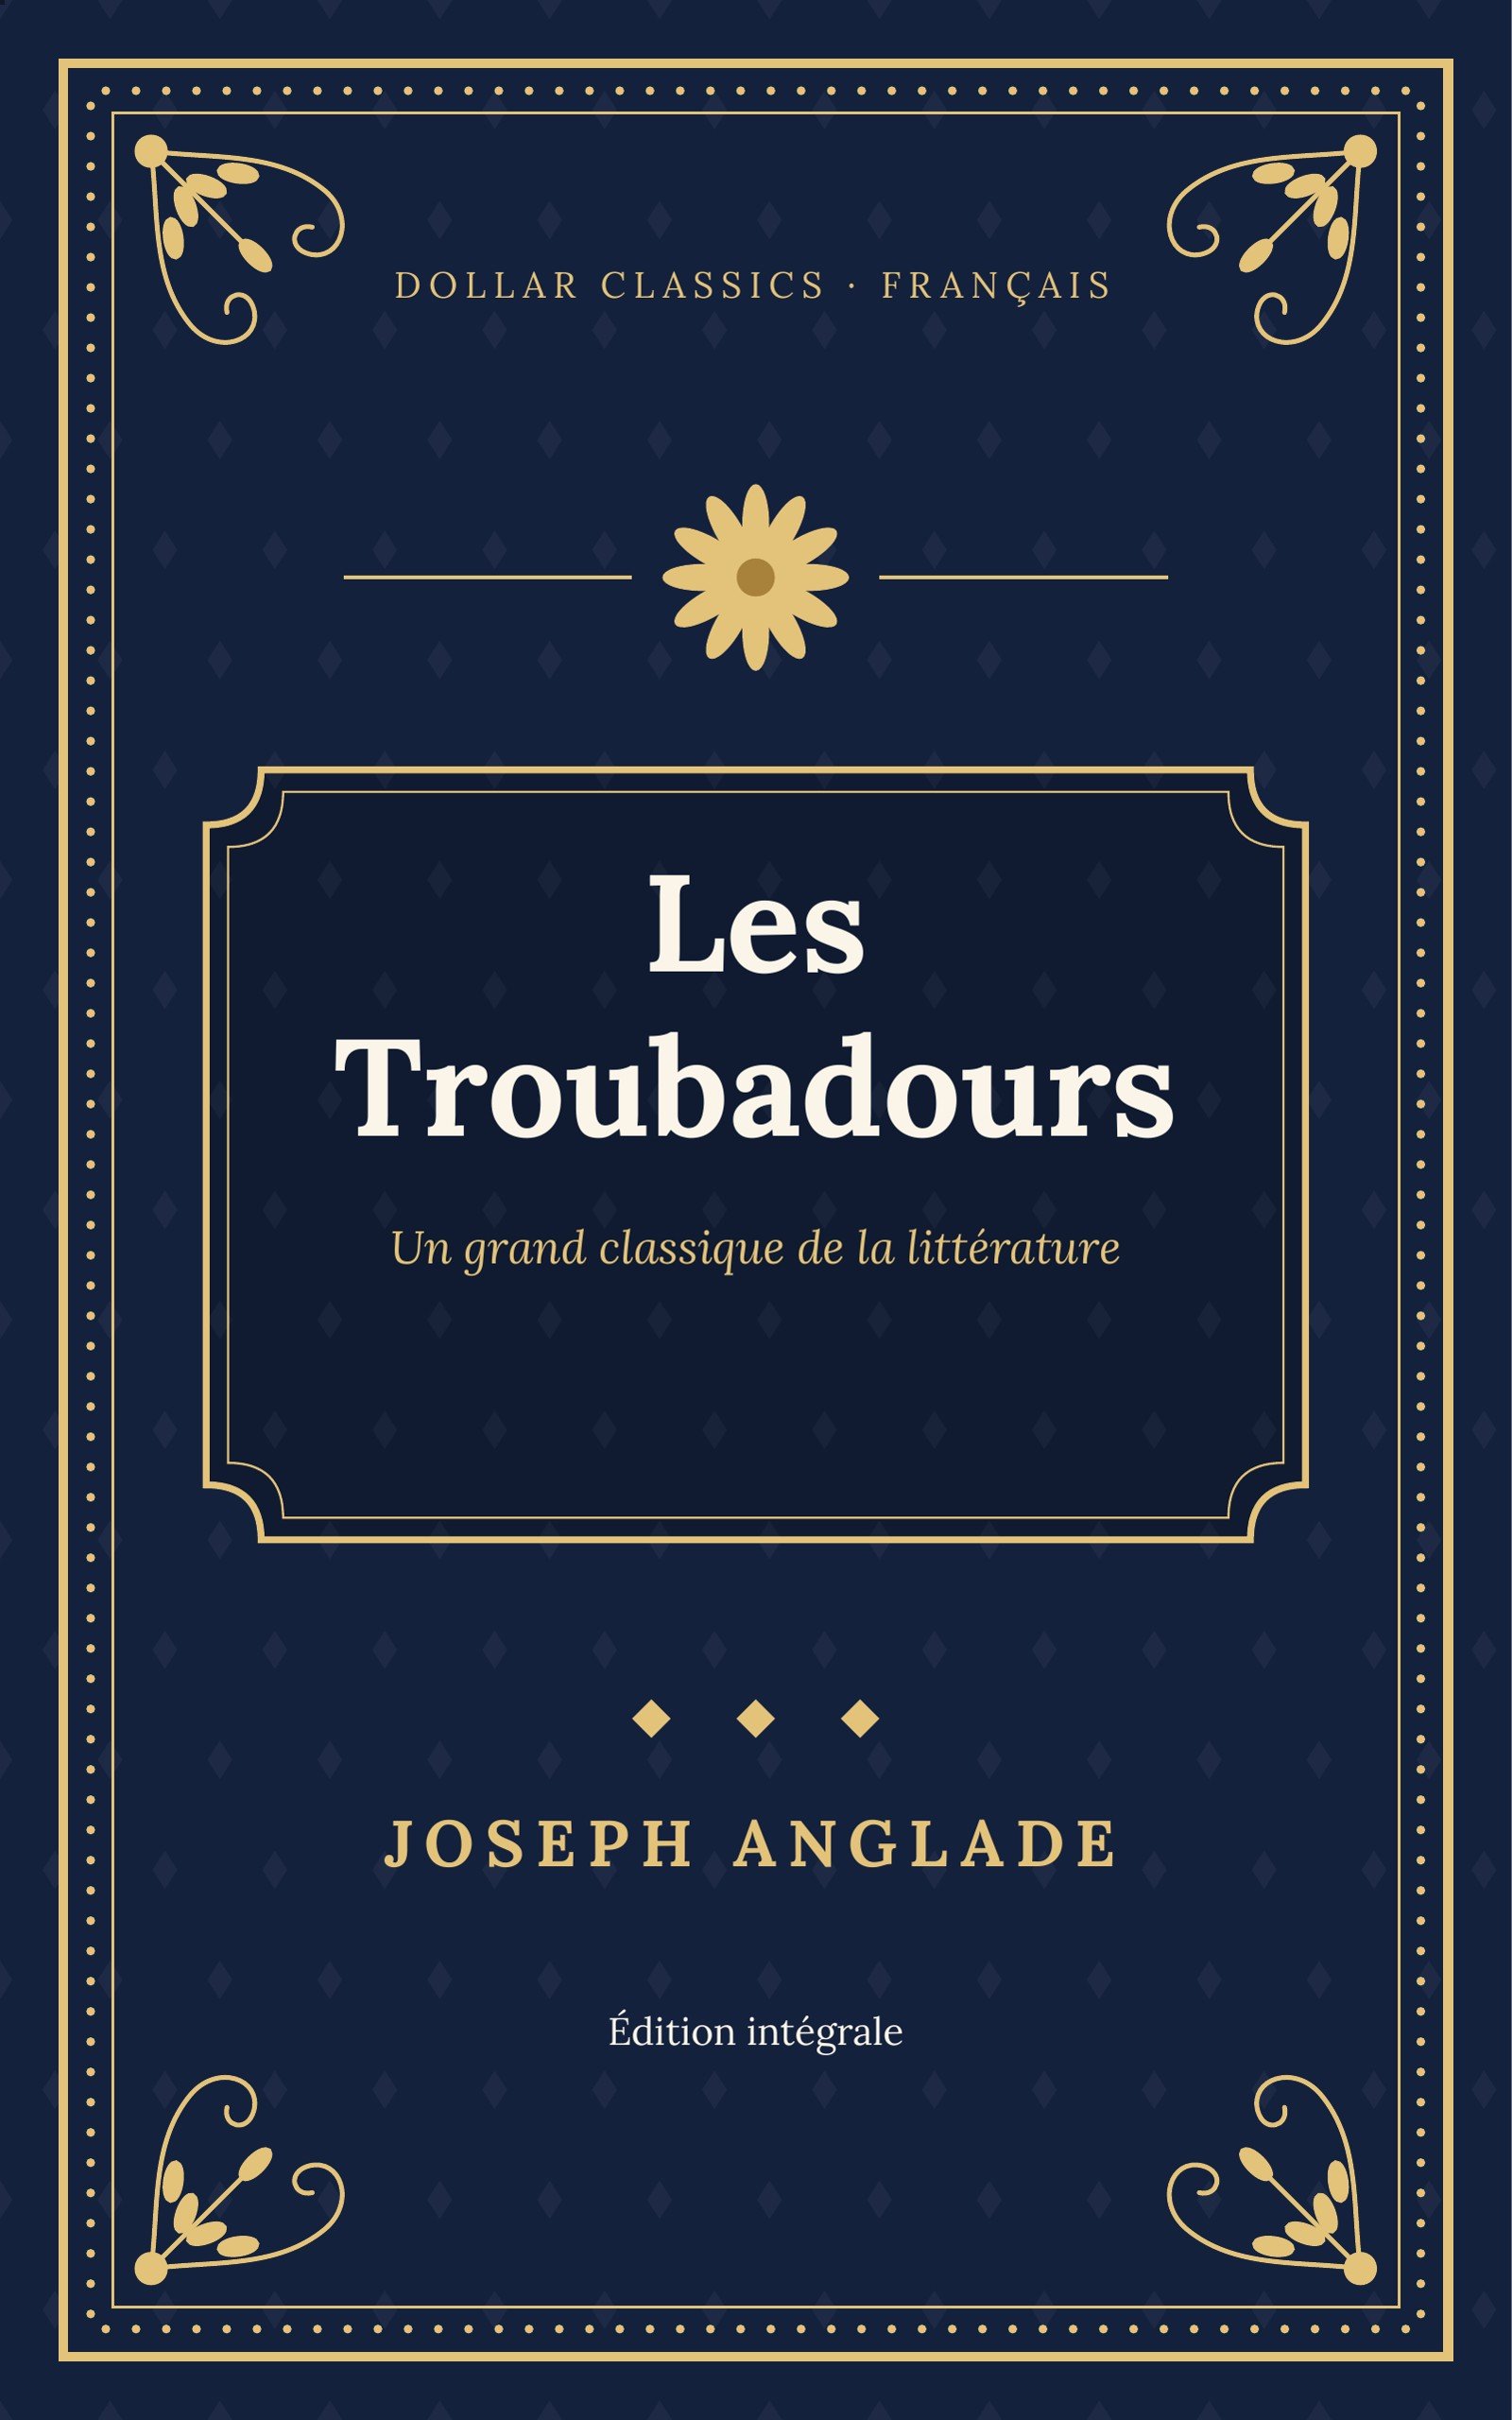 DOLLAR CLASSICS · FRANÇAIS
Les
Troubadours
Un grand classique de la littérature
JOSEPH ANGLADE
Édition intégrale